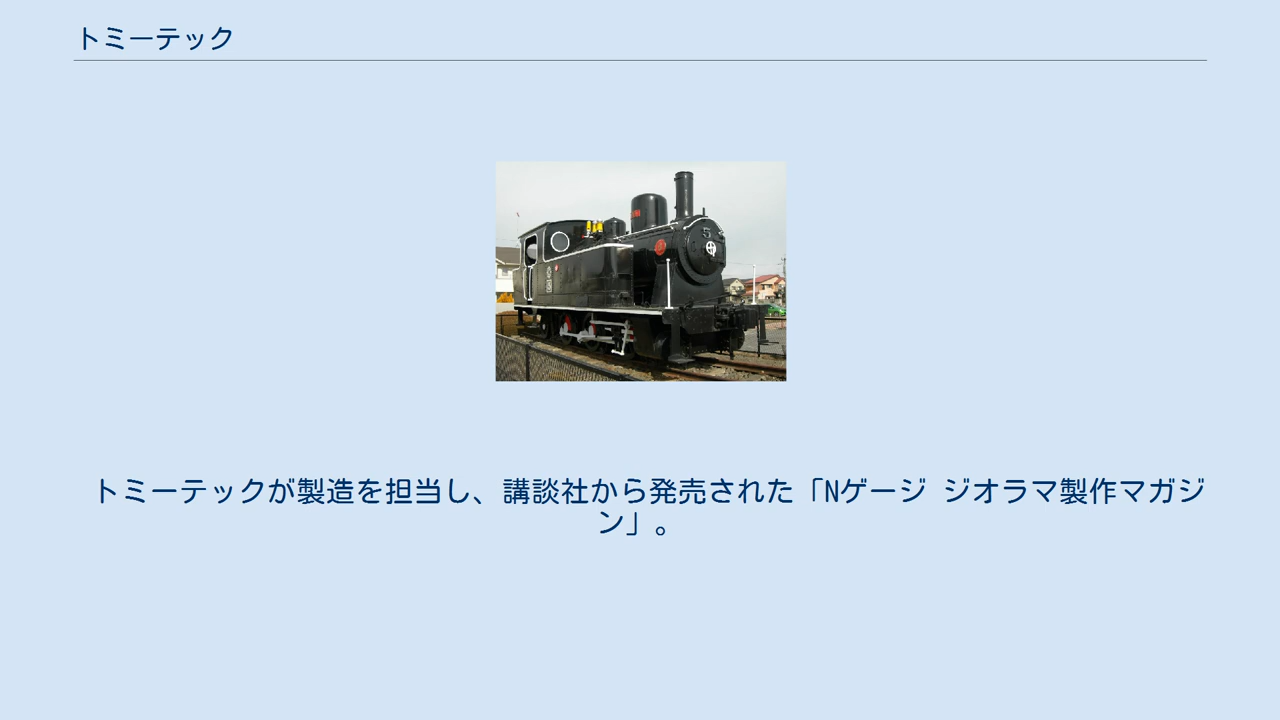 トミーテック
5
トミーテックが製造を担当し、講談社から発売された「Nゲージ ジオラマ製作マガジ
ン」。